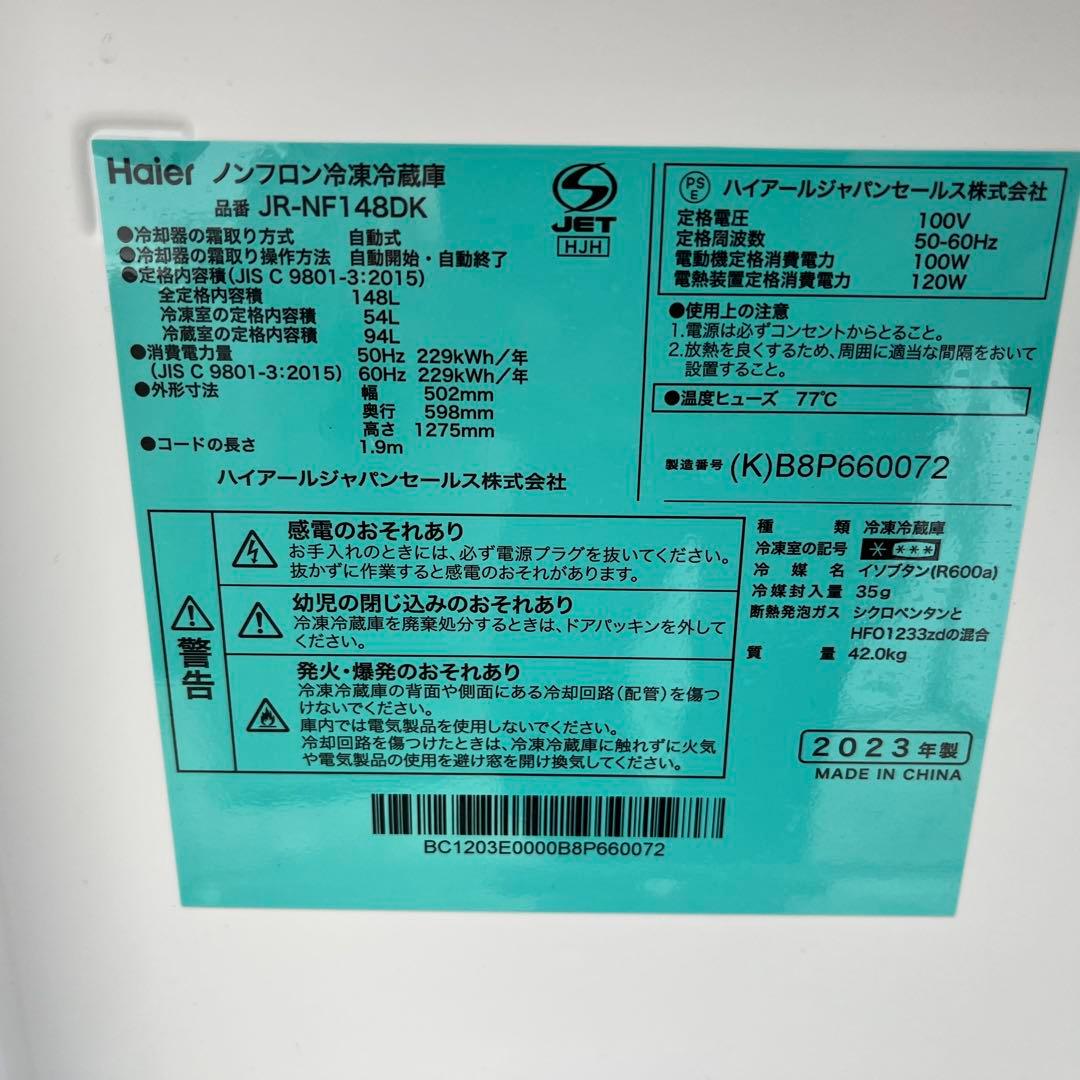 Haier ノンフロン冷凍冷蔵庫
品番 JR-NF148DK
●冷却器の霜取り方式 自動式
●冷却器の霜取り操作方法 自動開始・自動終了
●定格内容積(JIS C 9801-3:2015)
全定格内容積 148L
冷凍室の定格内容積 54L
冷蔵室の定格内容積 94L
●消費電力量 50Hz 229kWh/年
(JIS C 9801-3:2015) 60Hz 229kWh/年
●外形寸法 幅 502mm
奥行 598mm
高さ 1275mm
●コードの長さ 1.9m
ハイアールジャパンセールス株式会社
JET
HJH
PSE ハイアールジャパンセールス株式会社
定格電圧 100V
定格周波数 50-60Hz
電動機定格消費電力 100W
電熱装置定格消費電力 120W
●使用上の注意
1.電源は必ずコンセントからとること。
2.放熱を良くするため、周囲に適当な間隔をおいて
設置すること。
●温度ヒューズ 77℃
製造番号 (K)B8P660072
警告
感電のおそれあり
お手入れのときには、必ず電源プラグを抜いてください。
抜かずに作業すると感電のおそれがあります。
幼児の閉じ込めのおそれあり
冷凍冷蔵庫を廃棄処分するときは、ドアパッキンを外して
ください。
発火・爆発のおそれあり
冷凍冷蔵庫の背面や側面にある冷却回路(配管)を傷つ
けないでください。
庫内では電気製品を使用しないでください。
冷却回路を傷つけたときは、冷凍冷蔵庫に触れずに火気
や電気製品の使用を避け窓を開け換気してください。
種類 冷凍冷蔵庫
冷凍室の記号 * ***
冷媒名 イソブタン(R600a)
冷媒封入量 35g
断熱発泡ガス シクロペンタンと
HFO1233zdの混合
質量 42.0kg
2023年製
MADE IN CHINA
BC1203E0000B8P660072